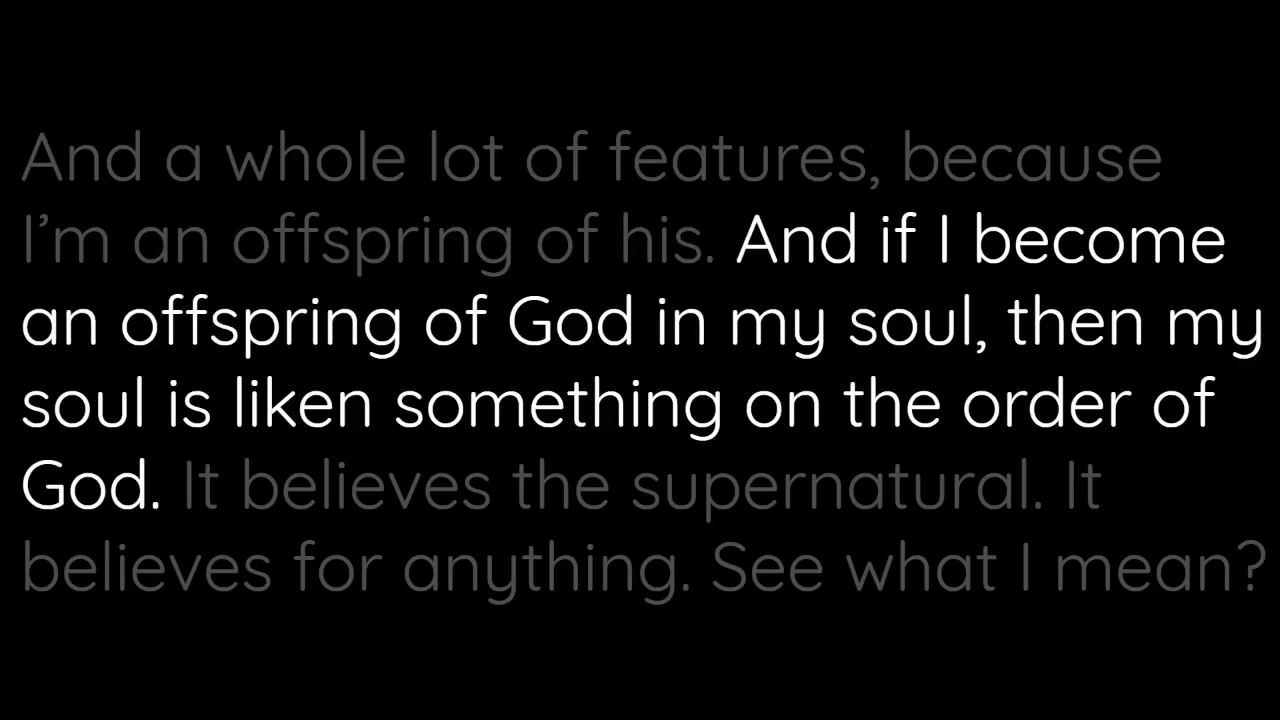 And a whole lot of features, because
I’m an offspring of his. And if I become
an offspring of God in my soul, then my
soul is liken something on the order of
God. It believes the supernatural. It
believes for anything. See what I mean?